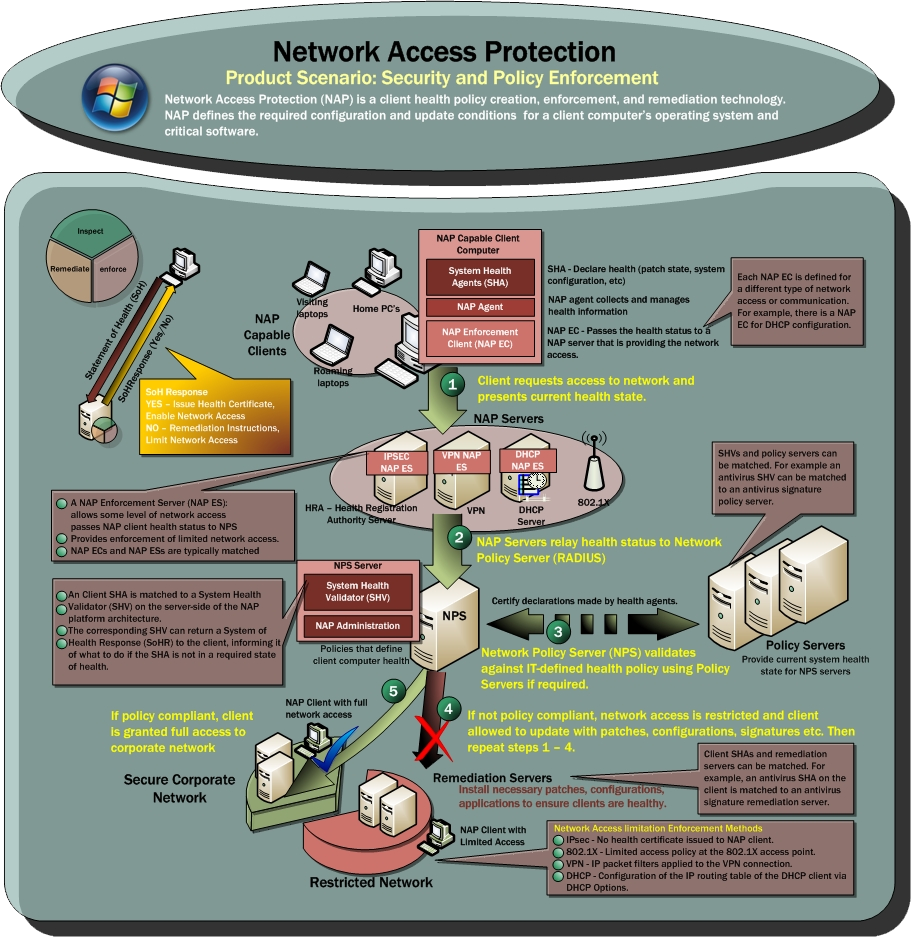 Network Access Protection
Product Scenario: Security and Policy Enforcement
Network Access Protection (NAP) is a client health policy creation, enforcement, and remediation technology.
NAP defines the required configuration and update conditions for a client computer's operating system and
critical software.
Inspect
Remediate
enforce
Statement of Health (SoH)
SoHResponse (Yes/No)
SoH Response
YES – Issue Health Certificate,
Enable Network Access
NO – Remediation Instructions,
Limit Network Access
NAP
Capable
Clients
Visiting
laptops
Home PC's
Roaming
laptops
NAP Capable Client
Computer
System Health
Agents (SHA)
NAP Agent
NAP Enforcement
Client (NAP EC)
SHA - Declare health (patch state, system
configuration, etc)
NAP agent collects and manages
health information
NAP EC - Passes the health status to a
NAP server that is providing the network
access.
Each NAP EC is defined for
a different type of network
access or communication.
For example, there is a NAP
EC for DHCP configuration.
1
Client requests access to network and
presents current health state.
NAP Servers
IPSEC
NAP ES
VPN NAP
ES
DHCP
NAP ES
HRA – Health Registration
Authority Server
VPN
DHCP
Server
802.1X
SHVs and policy servers can
be matched. For example an
antivirus SHV can be matched
to an antivirus signature
policy server.
A NAP Enforcement Server (NAP ES):
allows some level of network access
passes NAP client health status to NPS
Provides enforcement of limited network access.
NAP ECs and NAP ESs are typically matched
2
NAP Servers relay health status to Network
Policy Server (RADIUS)
An Client SHA is matched to a System Health
Validator (SHV) on the server-side of the NAP
platform architecture.
The corresponding SHV can return a System of
Health Response (SoHR) to the client, informing it
of what to do if the SHA is not in a required state
of health.
NPS Server
System Health
Validator (SHV)
NAP Administration
Policies that define
client computer health
NPS
Certify declarations made by health agents.
3
Network Policy Server (NPS) validates
against IT-defined health policy using Policy
Servers if required.
Policy Servers
Provide current system health
state for NPS servers
5
4
If policy compliant, client
is granted full access to
corporate network
NAP Client with full
network access
If not policy compliant, network access is restricted and client
allowed to update with patches, configurations, signatures etc. Then
repeat steps 1 – 4.
Secure Corporate
Network
Remediation Servers
Install necessary patches, configurations,
applications to ensure clients are healthy.
Client SHAs and remediation
servers can be matched. For
example, an antivirus SHA on the
client is matched to an antivirus
signature remediation server.
NAP Client with
Limited Access
Restricted Network
Network Access limitation Enforcement Methods
IPsec - No health certificate issued to NAP client.
802.1X - Limited access policy at the 802.1X access point.
VPN - IP packet filters applied to the VPN connection.
DHCP - Configuration of the IP routing table of the DHCP client via
DHCP Options.